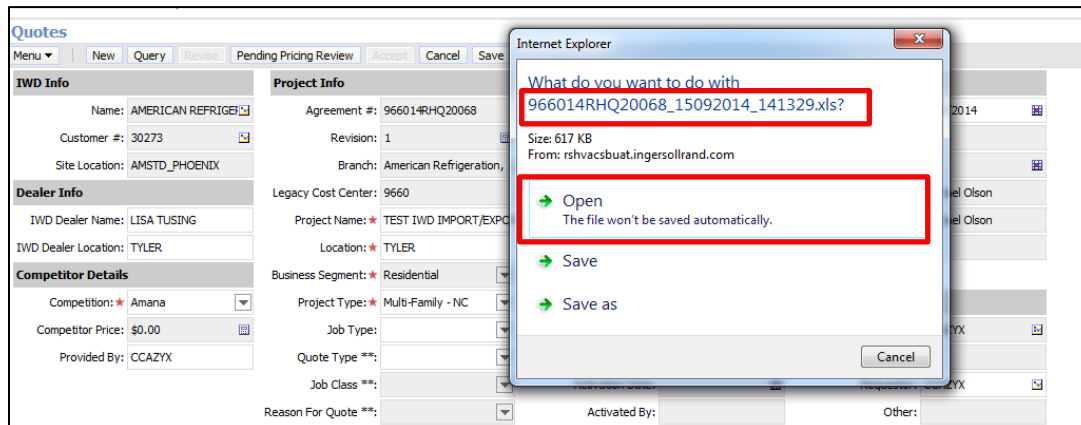 Quotes
Menu New Query Revise Pending Pricing Review Accept Cancel Save
IWD Info
Name: AMERICAN REFRIGER
Customer #: 30273
Site Location: AMSTD_PHOENIX
Dealer Info
IWD Dealer Name: LISA TUSING
IWD Dealer Location: TYLER
Competitor Details
Competition:★ Amana
Competitor Price: $0.00
Provided By: CCAZYX
Project Info
Agreement #: 966014RHQ20068
Revision: 1
Branch: American Refrigeration,
Legacy Cost Center: 9660
Project Name:★ TEST IWD IMPORT/EXPO
Location:★ TYLER
Business Segment:★ Residential
Project Type:★ Multi-Family - NC
Job Type:
Quote Type **:
Job Class **:
Reason For Quote **:
Internet Explorer
What do you want to do with
966014RHQ20068_15092014_141329.xls?
Size: 617 KB
From: rshvacsbuat.ingersollrand.com
Open
The file won't be saved automatically.
Save
Save as
Cancel
Activated By:
2014
el Olson
el Olson
Other: